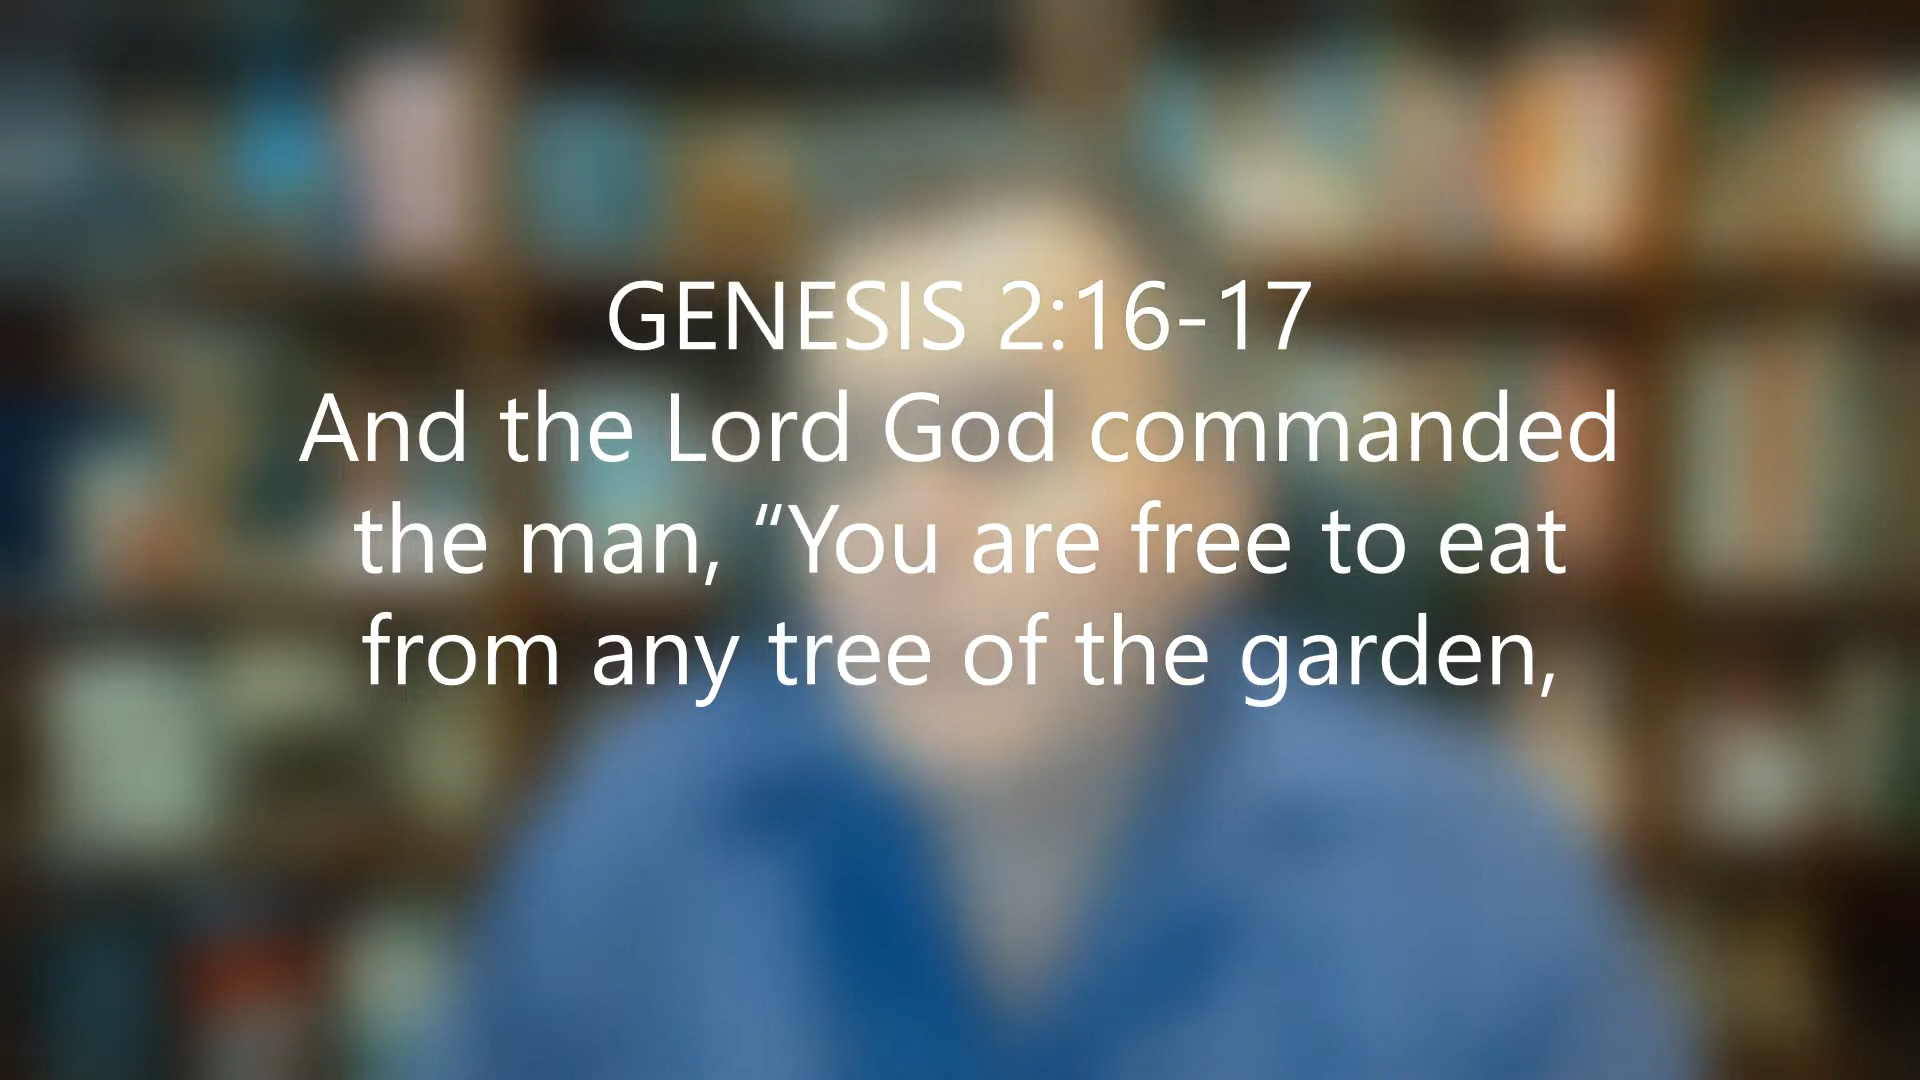 GENESIS 2:16-17
And the Lord God commanded
the man, “You are free to eat
from any tree of the garden,